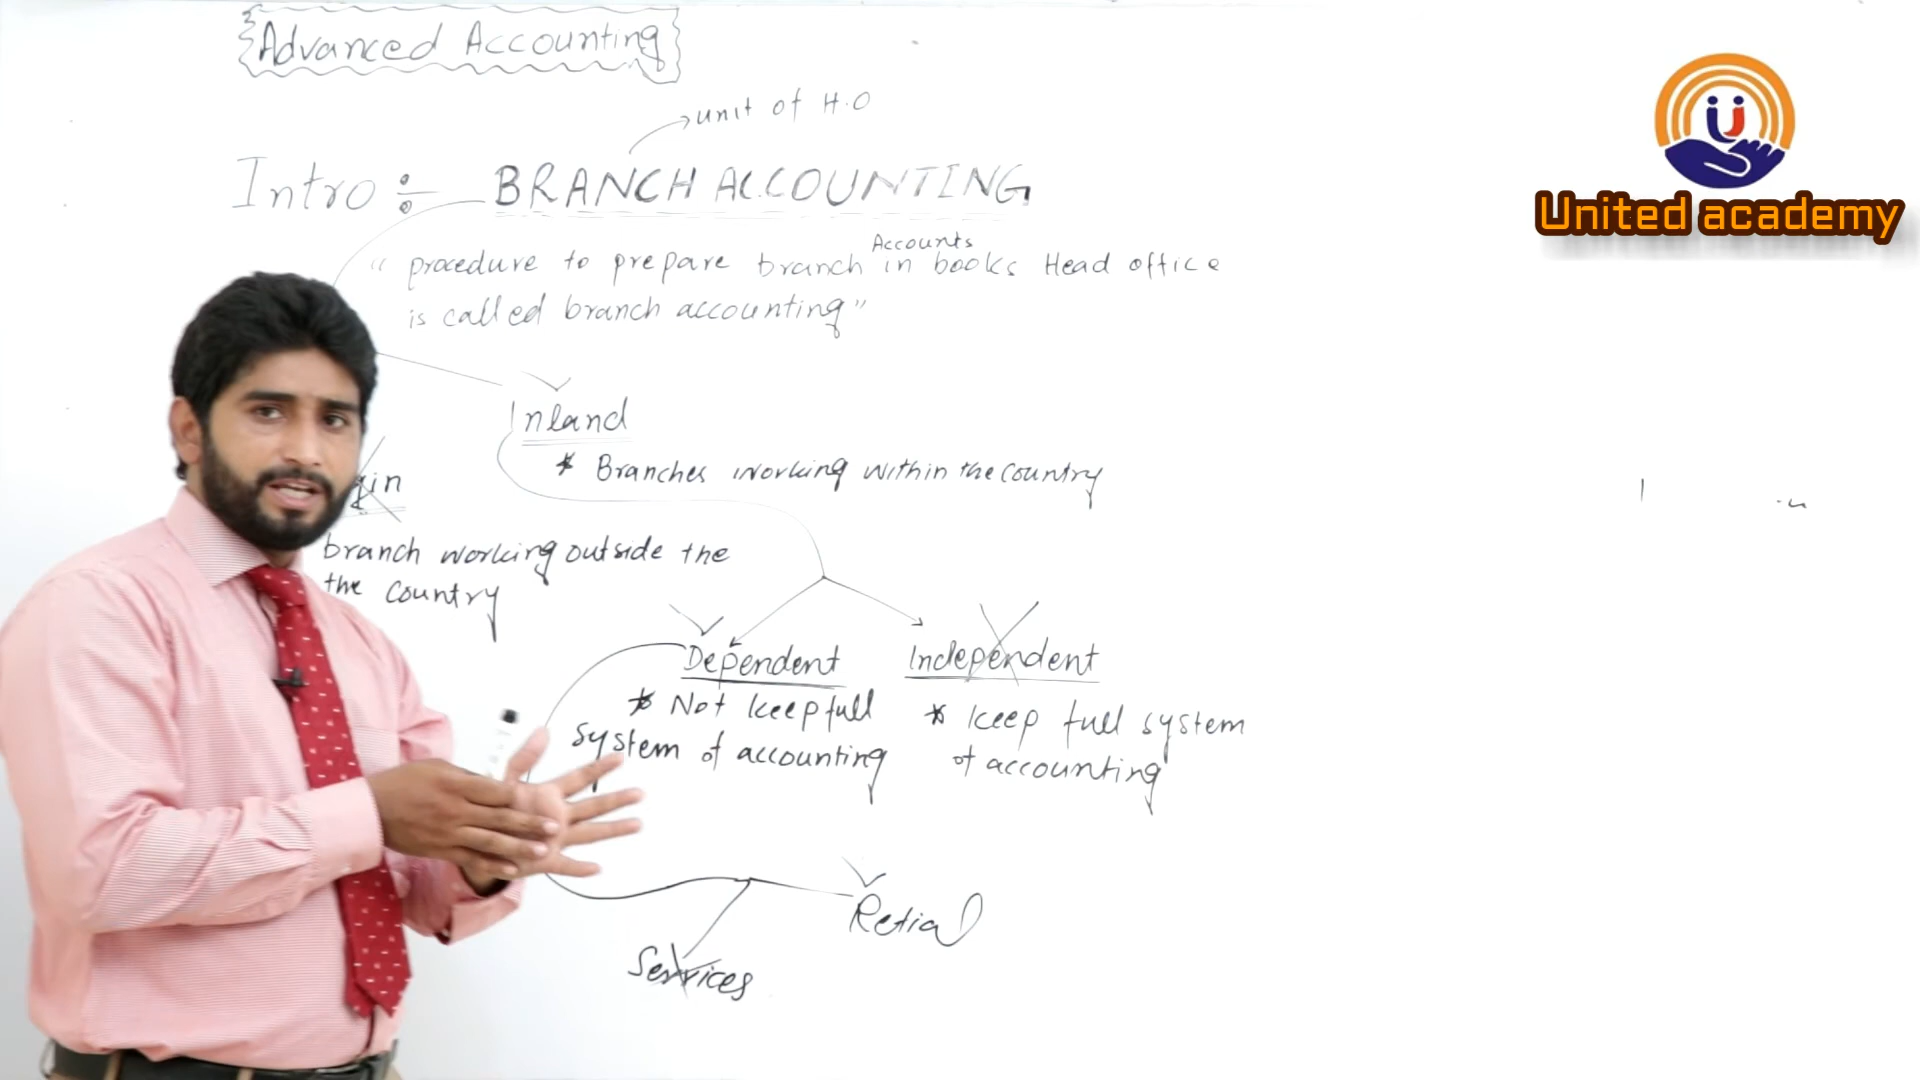 Advanced Accounting
unit of H.O
Intro ÷ BRANCH ACCOUNTING
Accounts
" procedure to prepare branch in books Head office
is called branch accounting"
Inland
* Branches working within the country
gin
branch working outside the
the country
Dependent
* Not keep full
system of accounting
Independent
* keep full system
of accounting
Retial
Services
United academy